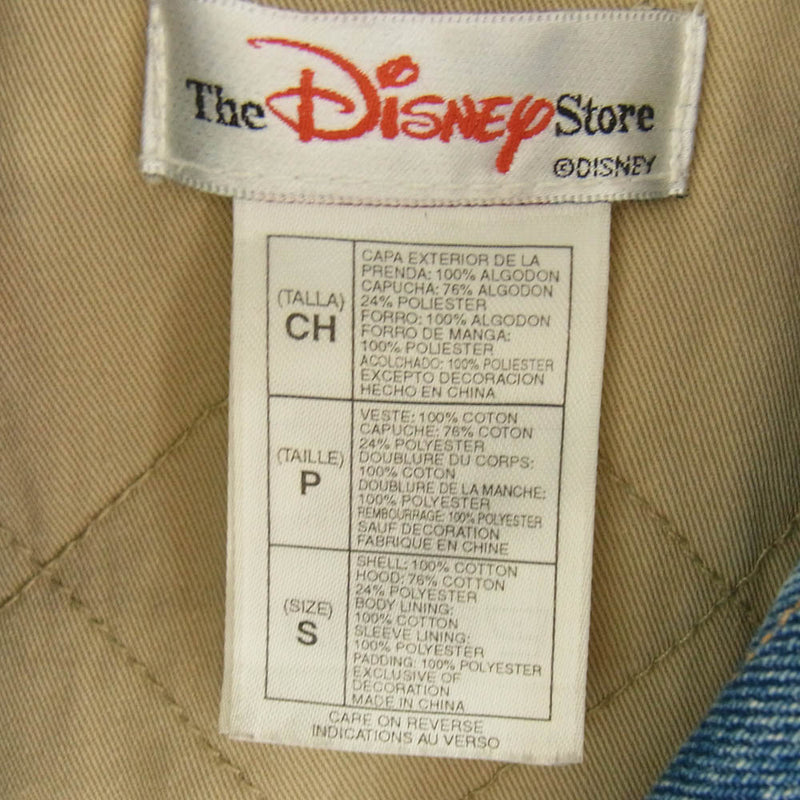 The Disney Store
©DISNEY
(TALLA)
CH
CAPA EXTERIOR DE LA
PRENDA: 100% ALGODON
CAPUCHA: 76% ALGODON
24% POLIESTER
FORRO: 100% ALGODON
FORRO DE MANGA:
100% POLIESTER
ACOLCHADO: 100% POLIESTER
EXCEPTO DECORACION
HECHO EN CHINA
(TAILLE)
P
VESTE: 100% COTON
CAPUCHE: 76% COTON
24% POLYESTER
DOUBLURE DU CORPS:
100% COTON
DOUBLURE DE LA MANCHE:
100% POLYESTER
REMBOURRAGE: 100% POLYESTER
SAUF DECORATION
FABRIQUE EN CHINE
(SIZE)
S
SHELL: 100% COTTON
HOOD: 76% COTTON
24% POLYESTER
BODY LINING:
100% COTTON
SLEEVE LINING:
100% POLYESTER
PADDING: 100% POLYESTER
EXCLUSIVE OF
DECORATION
MADE IN CHINA
CARE ON REVERSE
INDICATIONS AU VERSO